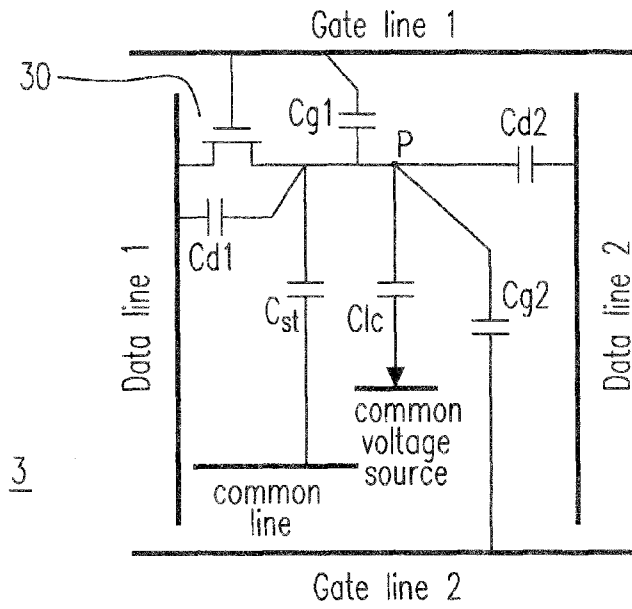 Gate line 1
30
Cg1
P
Cd2
Data line 1
Cd1
Cst
Clc
Cg2
Data line 2
common
voltage
source
3
common
line
Gate line 2